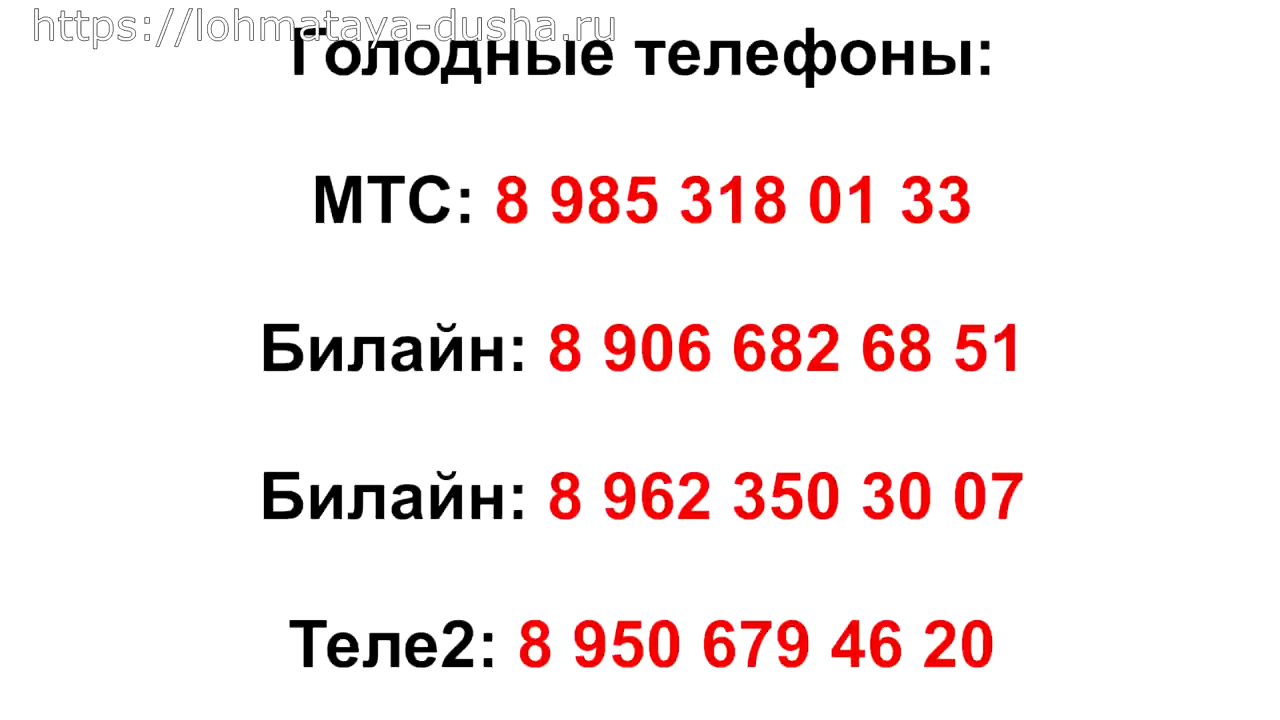 https://lohmataya-dusha.ru
Голодные телефоны:
МТС: 8 985 318 01 33
Билайн: 8 906 682 68 51
Билайн: 8 962 350 30 07
Теле2: 8 950 679 46 20